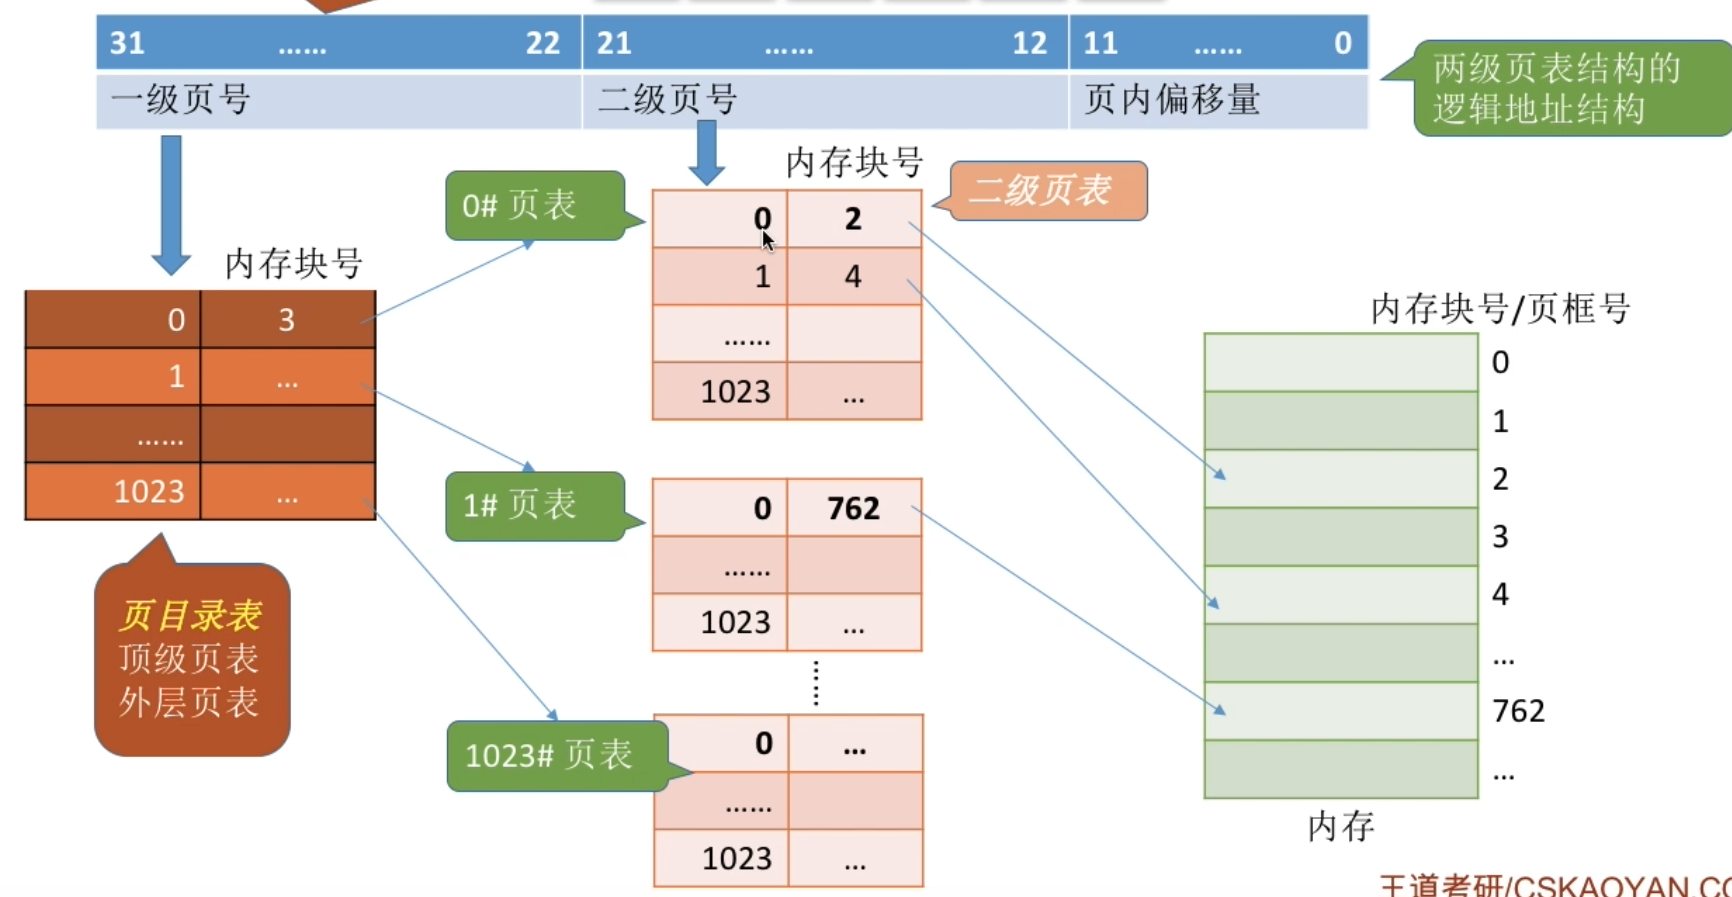 31 …… 22 21 …… 12 11 …… 0
一级页号 二级页号 页内偏移量
两级页表结构的
逻辑地址结构
内存块号
0 3
1 ...
……
1023 ...
页目录表
顶级页表
外层页表
0# 页表
内存块号
二级页表
0 2
1 4
……
1023 ...
1# 页表
0 762
……
1023 ...
1023# 页表
0 ...
……
1023 ...
内存块号/页框号
0
1
2
3
4
...
762
...
内存
王道考研/CSKAOYAN.CO